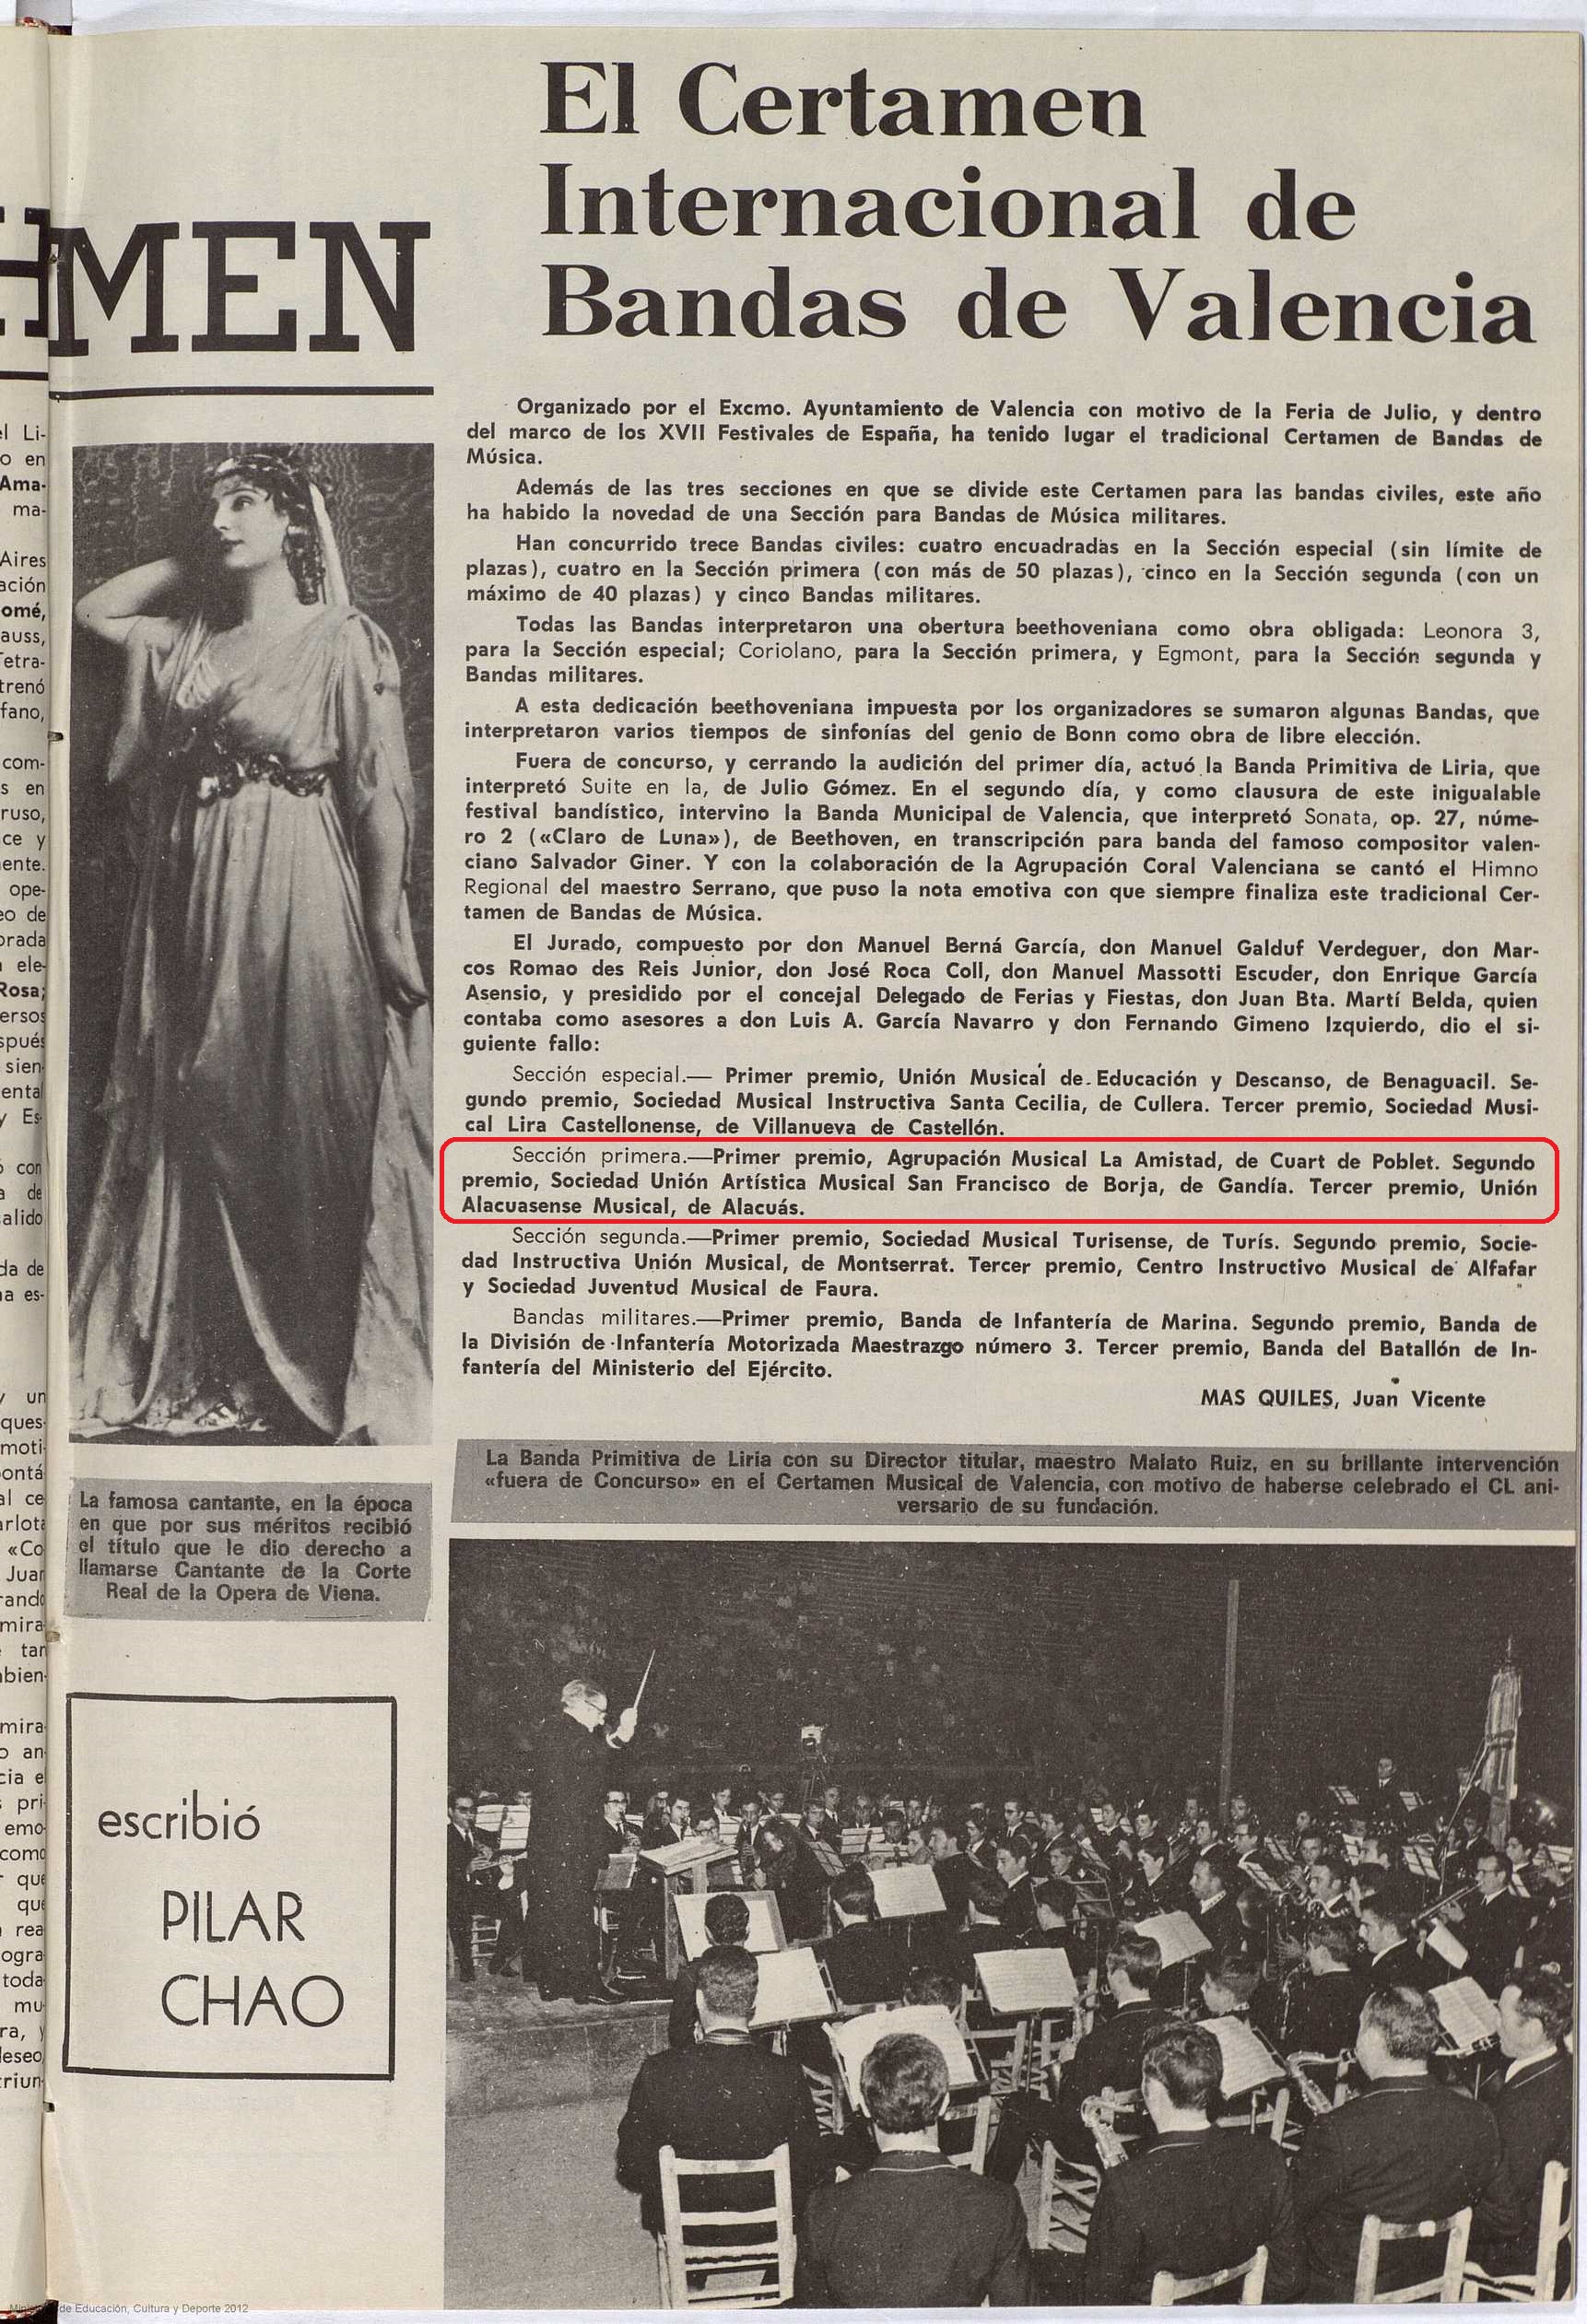 El Certamen
Internacional de
Bandas de Valencia
MEN
Organizado por el Excmo. Ayuntamiento de Valencia con motivo de la Feria de Julio, y dentro
del marco de los XVII Festivales de España, ha tenido lugar el tradicional Certamen de Bandas de
Música.
Además de las tres secciones en que se divide este Certamen para las bandas civiles, este año
ha habido la novedad de una Sección para Bandas de Música militares.
Han concurrido trece Bandas civiles: cuatro encuadradas en la Sección especial (sin límite de
plazas), cuatro en la Sección primera (con más de 50 plazas), cinco en la Sección segunda (con un
máximo de 40 plazas) y cinco Bandas militares.
Todas las Bandas interpretaron una obertura beethoveniana como obra obligada: Leonora 3,
para la Sección especial; Coriolano, para la Sección primera, y Egmont, para la Sección segunda y
Bandas militares.
A esta dedicación beethoveniana impuesta por los organizadores se sumaron algunas Bandas, que
interpretaron varios tiempos de sinfonías del genio de Bonn como obra de libre elección.
Fuera de concurso, y cerrando la audición del primer día, actuó la Banda Primitiva de Liria, que
interpretó Suite en la, de Julio Gómez. En el segundo día, y como clausura de este inigualable
festival bandístico, intervino la Banda Municipal de Valencia, que interpretó Sonata, op. 27, núme-
ro 2 («Claro de Luna»), de Beethoven, en transcripción para banda del famoso compositor valen-
ciano Salvador Giner. Y con la colaboración de la Agrupación Coral Valenciana se cantó el Himno
Regional del maestro Serrano, que puso la nota emotiva con que siempre finaliza este tradicional Cer-
tamen de Bandas de Música.
El Jurado, compuesto por don Manuel Berná García, don Manuel Galduf Verdeguer, don Mar-
cos Romao des Reis Junior, don José Roca Coll, don Manuel Massotti Escuder, don Enrique García
Asensio, y presidido por el concejal Delegado de Ferias y Fiestas, don Juan Bta. Martí Belda, quien
contaba como asesores a don Luis A. García Navarro y don Fernando Gimeno Izquierdo, dio el si-
guiente fallo:
Sección especial.— Primer premio, Unión Musical de Educación y Descanso, de Benaguacil. Se-
gundo premio, Sociedad Musical Instructiva Santa Cecilia, de Cullera. Tercer premio, Sociedad Musi-
cal Lira Castellonense, de Villanueva de Castellón.
Sección primera.—Primer premio, Agrupación Musical La Amistad, de Cuart de Poblet. Segundo
premio, Sociedad Unión Artística Musical San Francisco de Borja, de Gandía. Tercer premio, Unión
Alacuasense Musical, de Alacuás.
Sección segunda.—Primer premio, Sociedad Musical Turisense, de Turís. Segundo premio, Socie-
dad Instructiva Unión Musical, de Montserrat. Tercer premio, Centro Instructivo Musical de Alfafar
y Sociedad Juventud Musical de Faura.
Bandas militares.—Primer premio, Banda de Infantería de Marina. Segundo premio, Banda de
la División de Infantería Motorizada Maestrazgo número 3. Tercer premio, Banda del Batallón de In-
fantería del Ministerio del Ejército.
MAS QUILES, Juan Vicente
La Banda Primitiva de Liria con su Director titular, maestro Malato Ruiz, en su brillante intervención
«fuera de Concurso» en el Certamen Musical de Valencia, con motivo de haberse celebrado el CL ani-
versario de su fundación.
La famosa cantante, en la época
en que por sus méritos recibió
el título que le dio derecho a
llamarse Cantante de la Corte
Real de la Opera de Viena.
escribió
PILAR
CHAO
de Educación, Cultura y Deporte 2012